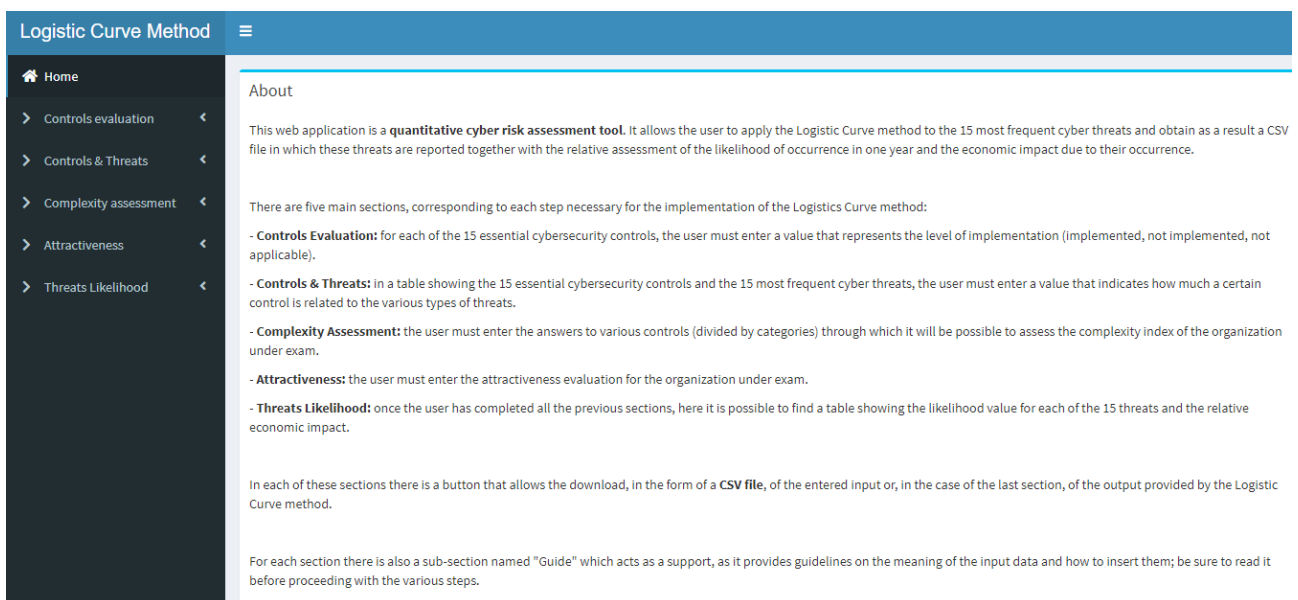 Logistic Curve Method
Home
Controls evaluation
Controls & Threats
Complexity assessment
Attractiveness
Threats Likelihood
About
This web application is a quantitative cyber risk assessment tool. It allows the user to apply the Logistic Curve method to the 15 most frequent cyber threats and obtain as a result a CSV
file in which these threats are reported together with the relative assessment of the likelihood of occurrence in one year and the economic impact due to their occurrence.
There are five main sections, corresponding to each step necessary for the implementation of the Logistics Curve method:
- Controls Evaluation: for each of the 15 essential cybersecurity controls, the user must enter a value that represents the level of implementation (implemented, not implemented, not
applicable).
- Controls & Threats: in a table showing the 15 essential cybersecurity controls and the 15 most frequent cyber threats, the user must enter a value that indicates how much a certain
control is related to the various types of threats.
- Complexity Assessment: the user must enter the answers to various controls (divided by categories) through which it will be possible to assess the complexity index of the organization
under exam.
- Attractiveness: the user must enter the attractiveness evaluation for the organization under exam.
- Threats Likelihood: once the user has completed all the previous sections, here it is possible to find a table showing the likelihood value for each of the 15 threats and the relative
economic impact.
In each of these sections there is a button that allows the download, in the form of a CSV file, of the entered input or, in the case of the last section, of the output provided by the Logistic
Curve method.
For each section there is also a sub-section named "Guide" which acts as a support, as it provides guidelines on the meaning of the input data and how to insert them; be sure to read it
before proceeding with the various steps.